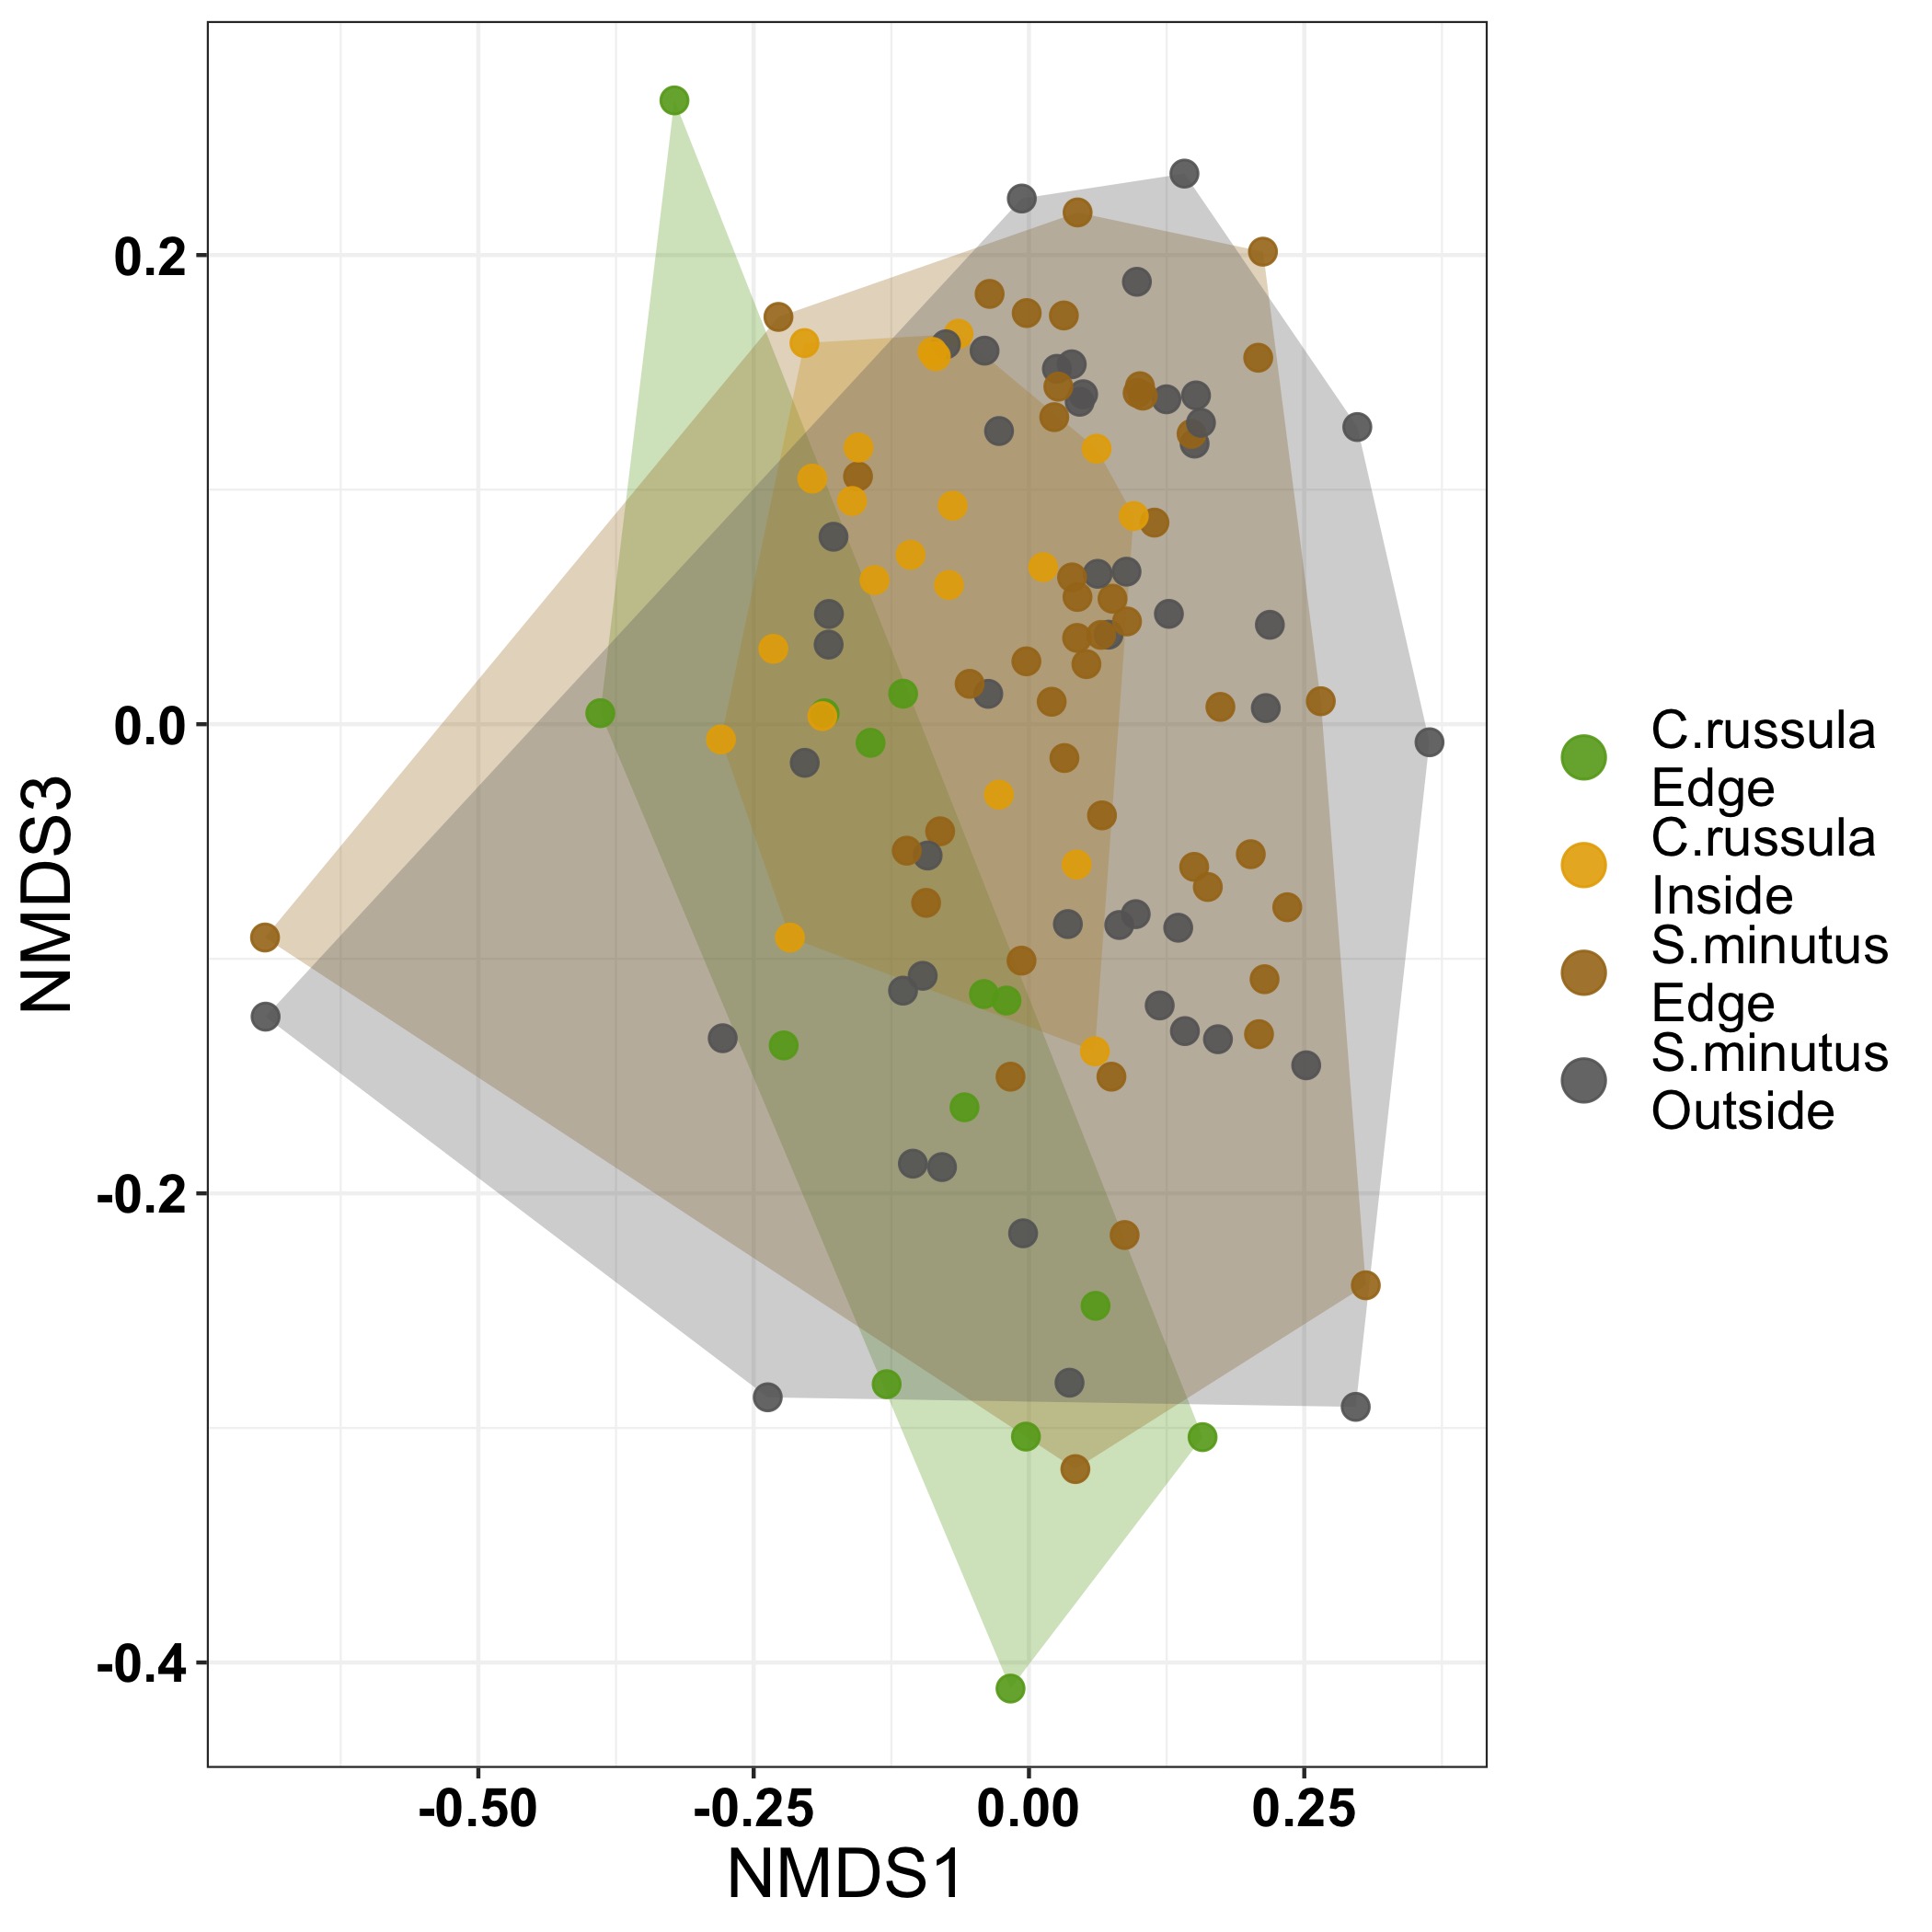 NMDS3
0.2
0.0
-0.2
-0.4
-0.50
-0.25
0.00
0.25
NMDS1
C.russula
Edge
C.russula
Inside
S.minutus
Edge
S.minutus
Outside